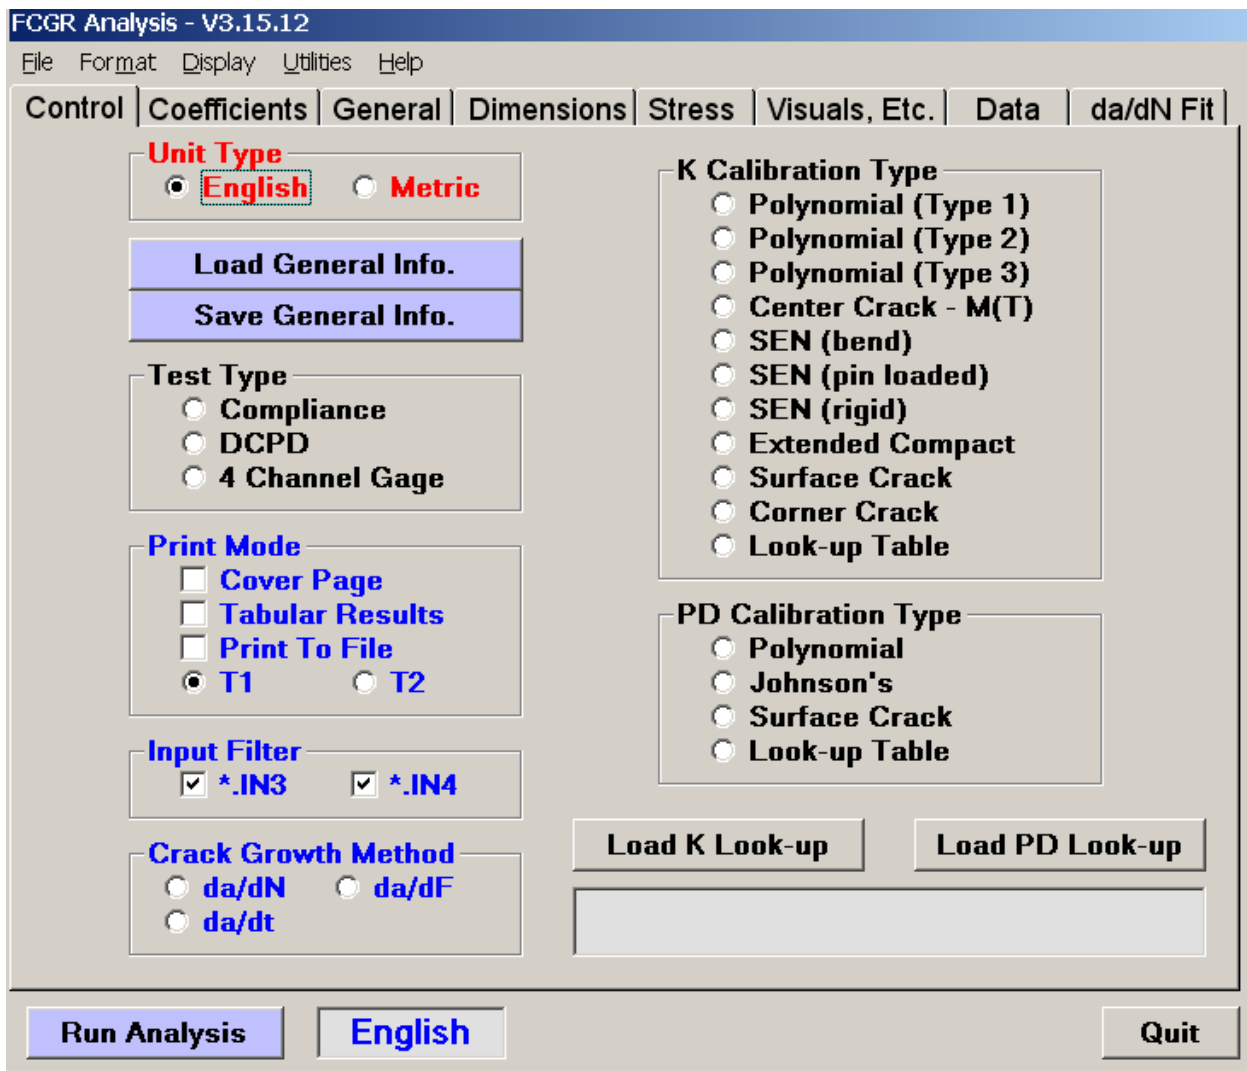 FCGR Analysis - V3.15.12
File Format Display Utilities Help
Control Coefficients General Dimensions Stress Visuals, Etc. Data da/dN Fit
Unit Type
English Metric
Load General Info.
Save General Info.
Test Type
Compliance
DCPD
4 Channel Gage
Print Mode
Cover Page
Tabular Results
Print To File
T1 T2
Input Filter
*.IN3 *.IN4
Crack Growth Method
da/dN da/dF
da/dt
K Calibration Type
Polynomial (Type 1)
Polynomial (Type 2)
Polynomial (Type 3)
Center Crack - M(T)
SEN (bend)
SEN (pin loaded)
SEN (rigid)
Extended Compact
Surface Crack
Corner Crack
Look-up Table
PD Calibration Type
Polynomial
Johnson's
Surface Crack
Look-up Table
Load K Look-up Load PD Look-up
Run Analysis English Quit